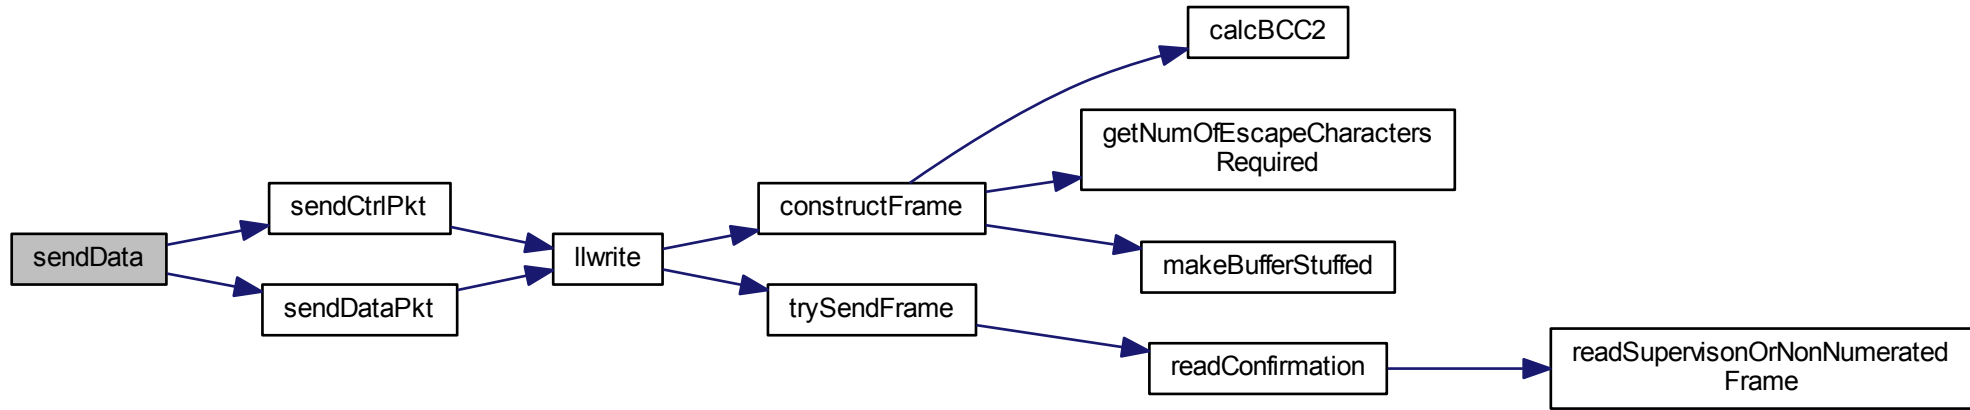 calcBCC2
getNumOfEscapeCharacters
Required
sendCtrlPkt
constructFrame
sendData
llwrite
makeBufferStuffed
sendDataPkt
trySendFrame
readConfirmation
readSupervisonOrNonNumerated
Frame